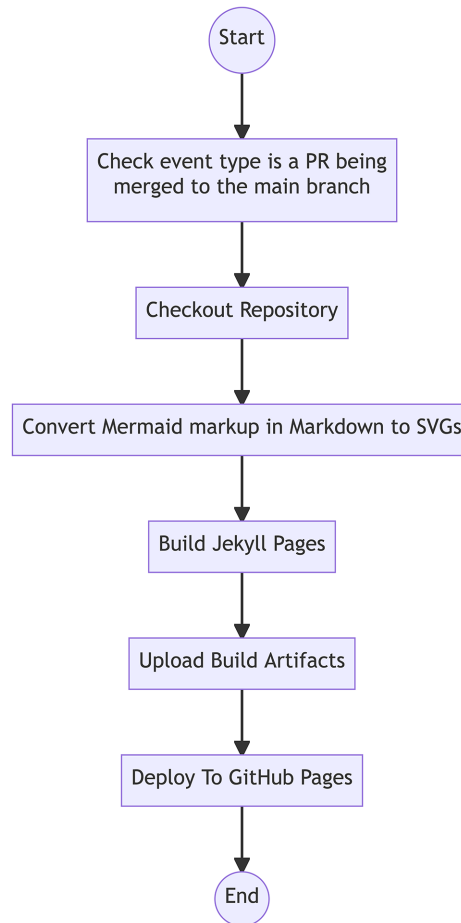 Start
Check event type is a PR being
merged to the main branch
Checkout Repository
Convert Mermaid markup in Markdown to SVGs
Build Jekyll Pages
Upload Build Artifacts
Deploy To GitHub Pages
End